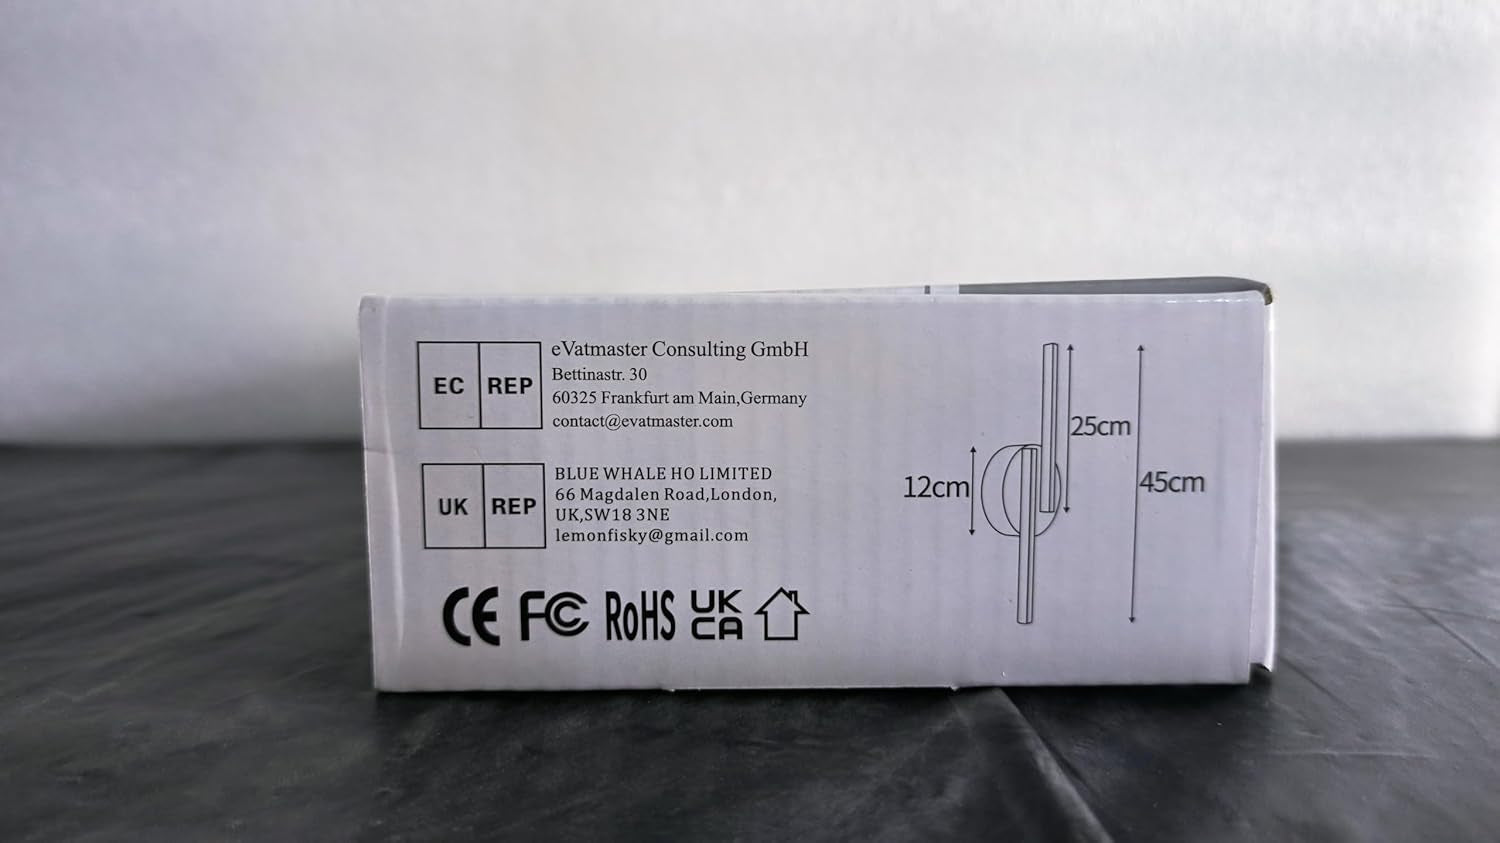 EC REP
eVatmaster Consulting GmbH
Bettinastr. 30
60325 Frankfurt am Main,Germany
contact@evatmaster.com
UK REP
BLUE WHALE HO LIMITED
66 Magdalen Road,London,
UK,SW18 3NE
lemonfisky@gmail.com
CE FC RoHS UK
CA
25cm
12cm
45cm